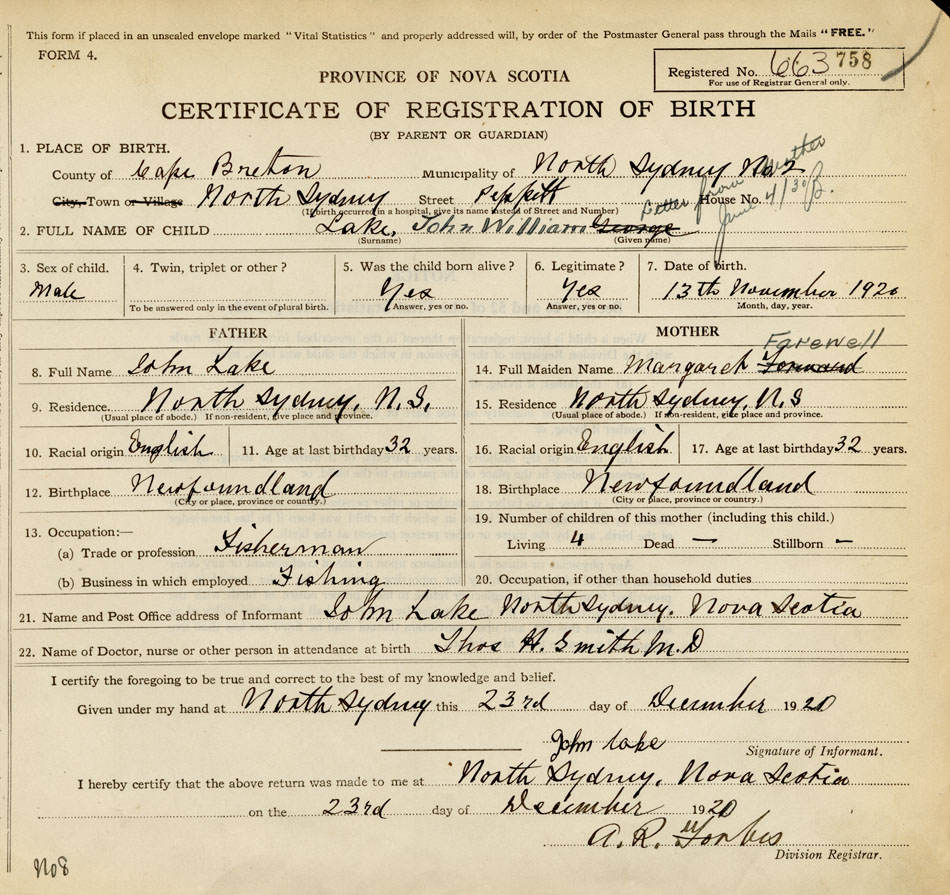 This form if placed in an unsealed envelope marked "Vital Statistics" and properly addressed will, by order of the Postmaster General pass through the Mails "FREE."
FORM 4.
Registered No. 663 758
For use of Registrar General only.
PROVINCE OF NOVA SCOTIA
CERTIFICATE OF REGISTRATION OF BIRTH
(BY PARENT OR GUARDIAN)
1. PLACE OF BIRTH.
County of Cape Breton Municipality of North Sydney No 2
City, Town or Village North Sydney Street Peppett House No.
(If birth occurred in a hospital, give its name instead of Street and Number)
Letter from Mother
June 4/30
2. FULL NAME OF CHILD Lake, John William George
(Surname) (Given name)
3. Sex of child. 4. Twin, triplet or other? 5. Was the child born alive? 6. Legitimate? 7. Date of birth.
Male Yes Yes 13th November 1920
To be answered only in the event of plural birth. Answer, yes or no. Answer, yes or no. Month, day, year.
FATHER MOTHER
Farewell
8. Full Name John Lake 14. Full Maiden Name Margaret Forward
9. Residence. North Sydney, N.S. 15. Residence North Sydney, N.S
(Usual place of abode.) If non-resident, give place and province. (Usual place of abode.) If non-resident, give place and province.
10. Racial origin English 11. Age at last birthday 32 years. 16. Racial origin English 17. Age at last birthday 32 years.
12. Birthplace Newfoundland 18. Birthplace Newfoundland
(City or place, province or country.) (City or place, province or country.)
13. Occupation:— 19. Number of children of this mother (including this child.)
(a) Trade or profession Fisherman Living 4 Dead — Stillborn —
(b) Business in which employed Fishing 20. Occupation, if other than household duties
21. Name and Post Office address of Informant John Lake North Sydney. Nova Scotia
22. Name of Doctor, nurse or other person in attendance at birth Thos H. Smith M.D
I certify the foregoing to be true and correct to the best of my knowledge and belief.
Given under my hand at North Sydney this 23rd day of December 1920
John Lake
Signature of Informant.
I hereby certify that the above return was made to me at North Sydney, Nova Scotia
on the 23rd day of December 1920
A. R. Forbes
Division Registrar.
No 8